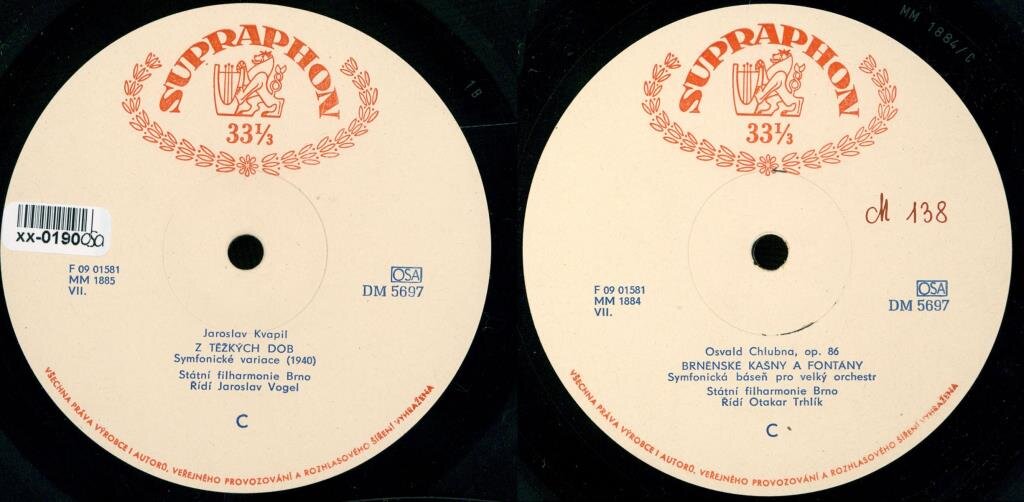 SUPRAPHON
33⅓
1B
xx-0190
F 09 01581
MM 1885
VII.
OSA
DM 5697
Jaroslav Kvapil
Z TĚŽKÝCH DOB
Symfonické variace (1940)
Státní filharmonie Brno
Řídí Jaroslav Vogel
C
VŠECHNA PRÁVA VÝROBCE I AUTORŮ, VEŘEJNÉHO PROVOZOVÁNÍ A ROZHLASOVÉHO ŠÍŘENÍ VYHRAŽENA
MM 1884/C
SUPRAPHON
33⅓
M 138
F 09 01581
MM 1884
VII.
OSA
DM 5697
Osvald Chlubna, op. 86
BRNĚNSKÉ KAŠNY A FONTÁNY
Symfonická báseň pro velký orchestr
Státní filharmonie Brno
Řídí Otakar Trhlík
C
VŠECHNA PRÁVA VÝROBCE I AUTORŮ, VEŘEJNÉHO PROVOZOVÁNÍ A ROZHLASOVÉHO ŠÍŘENÍ VYHRAŽENA